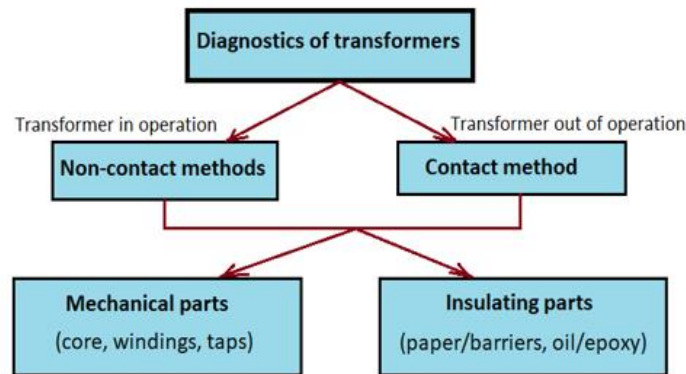 Diagnostics of transformers
Transformer in operation
Transformer out of operation
Non-contact methods
Contact method
Mechanical parts
(core, windings, taps)
Insulating parts
(paper/barriers, oil/epoxy)